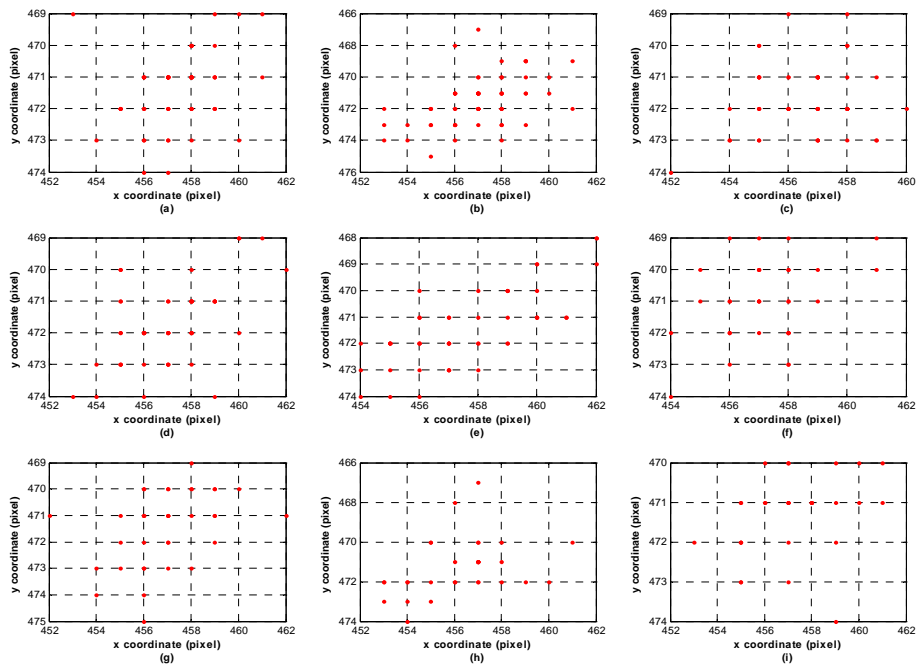 469
470
471
472
473
474
452 454 456 458 460 462
y coordinate (pixel)
x coordinate (pixel)
(a)
466
468
470
472
474
476
452 454 456 458 460 462
y coordinate (pixel)
x coordinate (pixel)
(b)
469
470
471
472
473
474
452 454 456 458 460
y coordinate (pixel)
x coordinate (pixel)
(c)
469
470
471
472
473
474
452 454 456 458 460 462
y coordinate (pixel)
x coordinate (pixel)
(d)
468
469
470
471
472
473
474
454 456 458 460 462
y coordinate (pixel)
x coordinate (pixel)
(e)
469
470
471
472
473
474
454 456 458 460 462
y coordinate (pixel)
x coordinate (pixel)
(f)
469
470
471
472
473
474
475
452 454 456 458 460 462
y coordinate (pixel)
x coordinate (pixel)
(g)
466
468
470
472
474
452 454 456 458 460 462
y coordinate (pixel)
x coordinate (pixel)
(h)
470
471
472
473
474
452 454 456 458 460 462
y coordinate (pixel)
x coordinate (pixel)
(i)